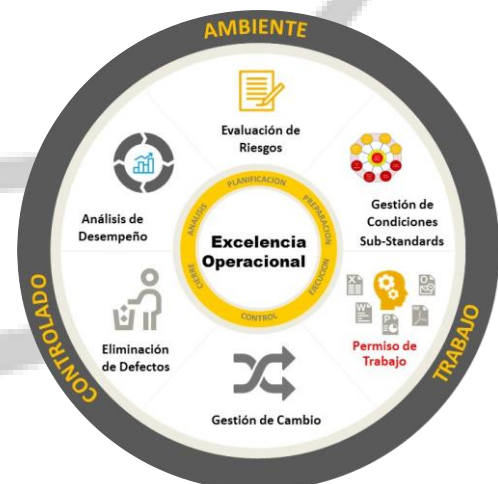 AMBIENTE
Evaluación de
Riesgos
Gestión de
Condiciones
Sub-Standards
Permiso de
Trabajo
Gestión de Cambio
Eliminación
de Defectos
Análisis de
Desempeño
PLANIFICACION
PREPARACION
EJECUCION
CONTROL
CIERRE
ANALISIS
Excelencia
Operacional
TRABAJO
CONTROLADO